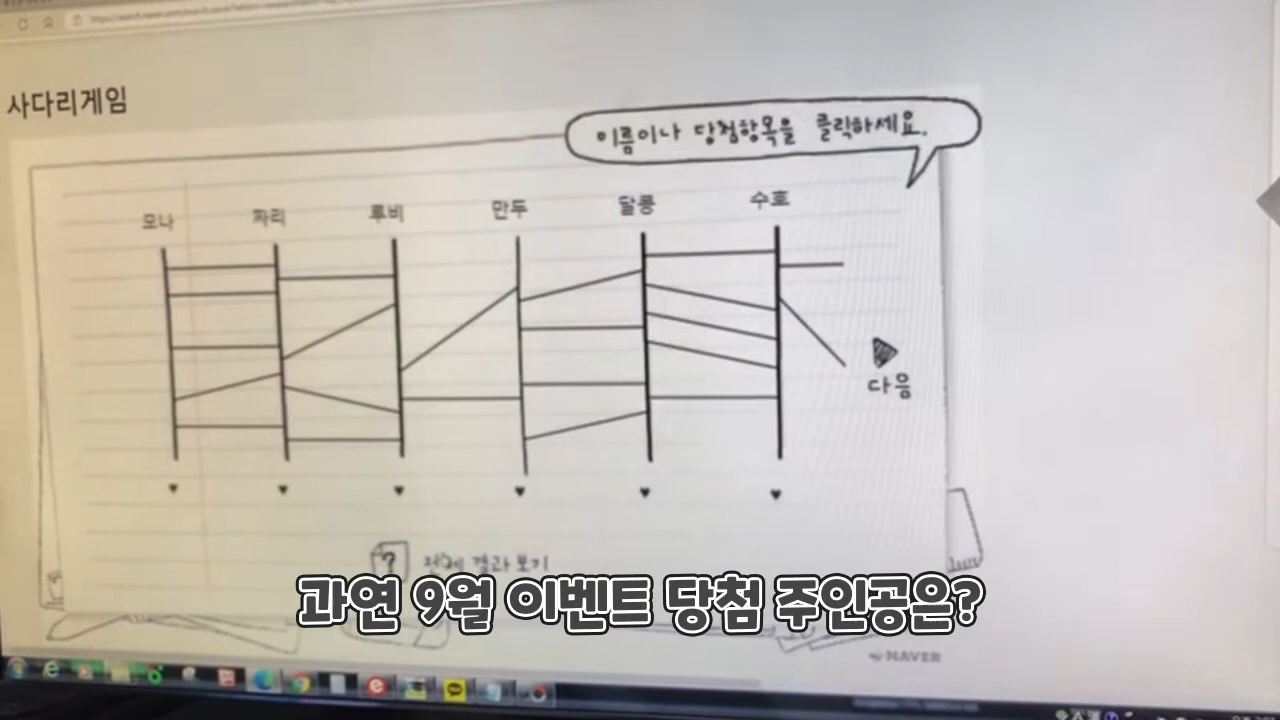 사다리게임
이름이나 당첨항목을 클릭하세요.
모나 짜리 루비 만두 달콩 수호
다음
? 전체 결과 보기
과연 9월 이벤트 당첨 주인공은?
NAVER